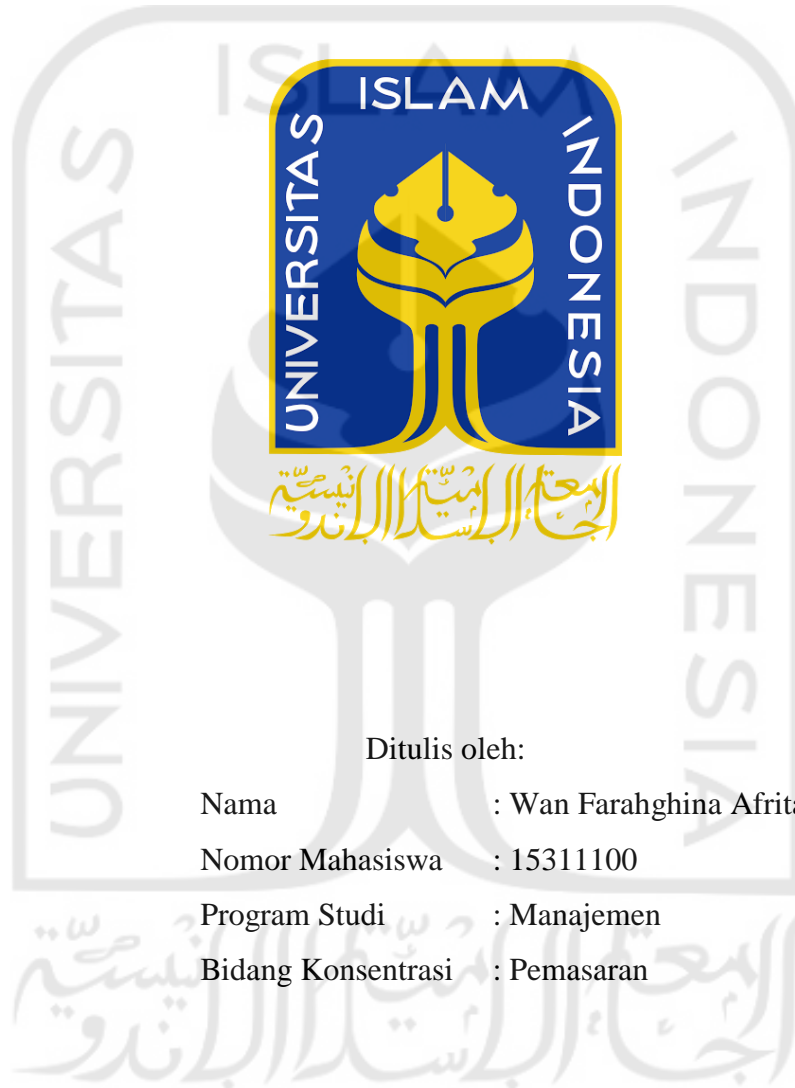 ISLAM
UNIVERSITAS
INDONESIA
الجامعة الإسلامية الإندونيسية
Ditulis oleh:
Nama : Wan Farahghina Afrita
Nomor Mahasiswa : 15311100
Program Studi : Manajemen
Bidang Konsentrasi : Pemasaran